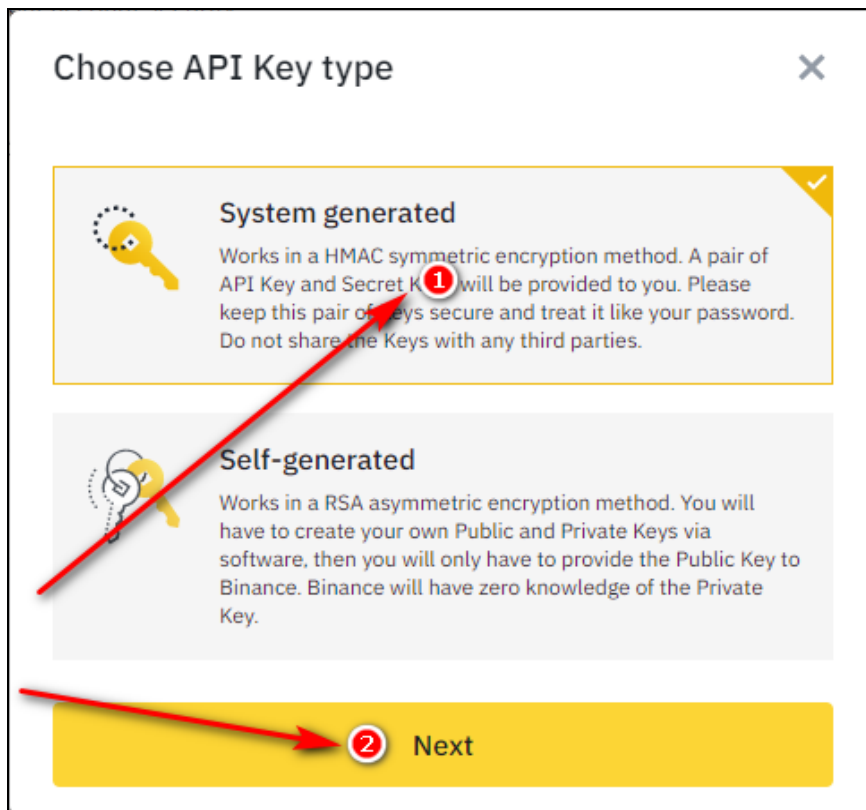 Choose API Key type
System generated
Works in a HMAC symmetric encryption method. A pair of
API Key and Secret K 1 will be provided to you. Please
keep this pair of keys secure and treat it like your password.
Do not share the Keys with any third parties.
Self-generated
Works in a RSA asymmetric encryption method. You will
have to create your own Public and Private Keys via
software, then you will only have to provide the Public Key to
Binance. Binance will have zero knowledge of the Private
Key.
2 Next